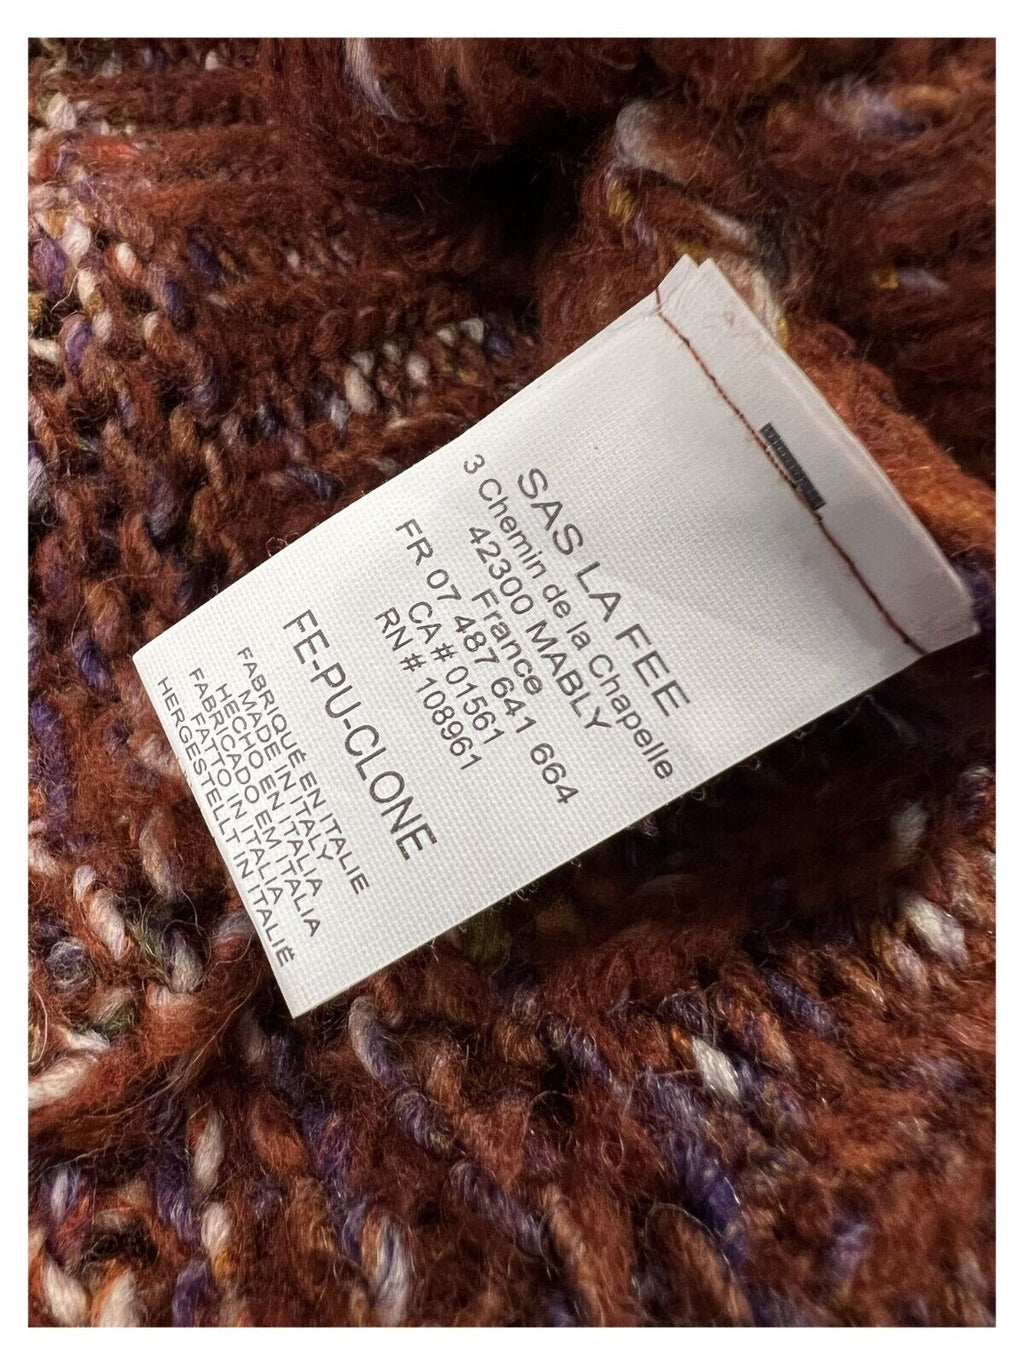 SAS LA FEE
3 Chemin de la Chapelle
42300 MABLY
France
FR 07 487 641 664
CA # 01561
RN # 108961
FE-PU-CLONE
FABRIQUÉ EN ITALIE
MADE IN ITALY
HECHO EN ITALIA
FABRICADO EM ITALIA
FATTO IN ITALIA
HERGESTELLT IN ITALIË